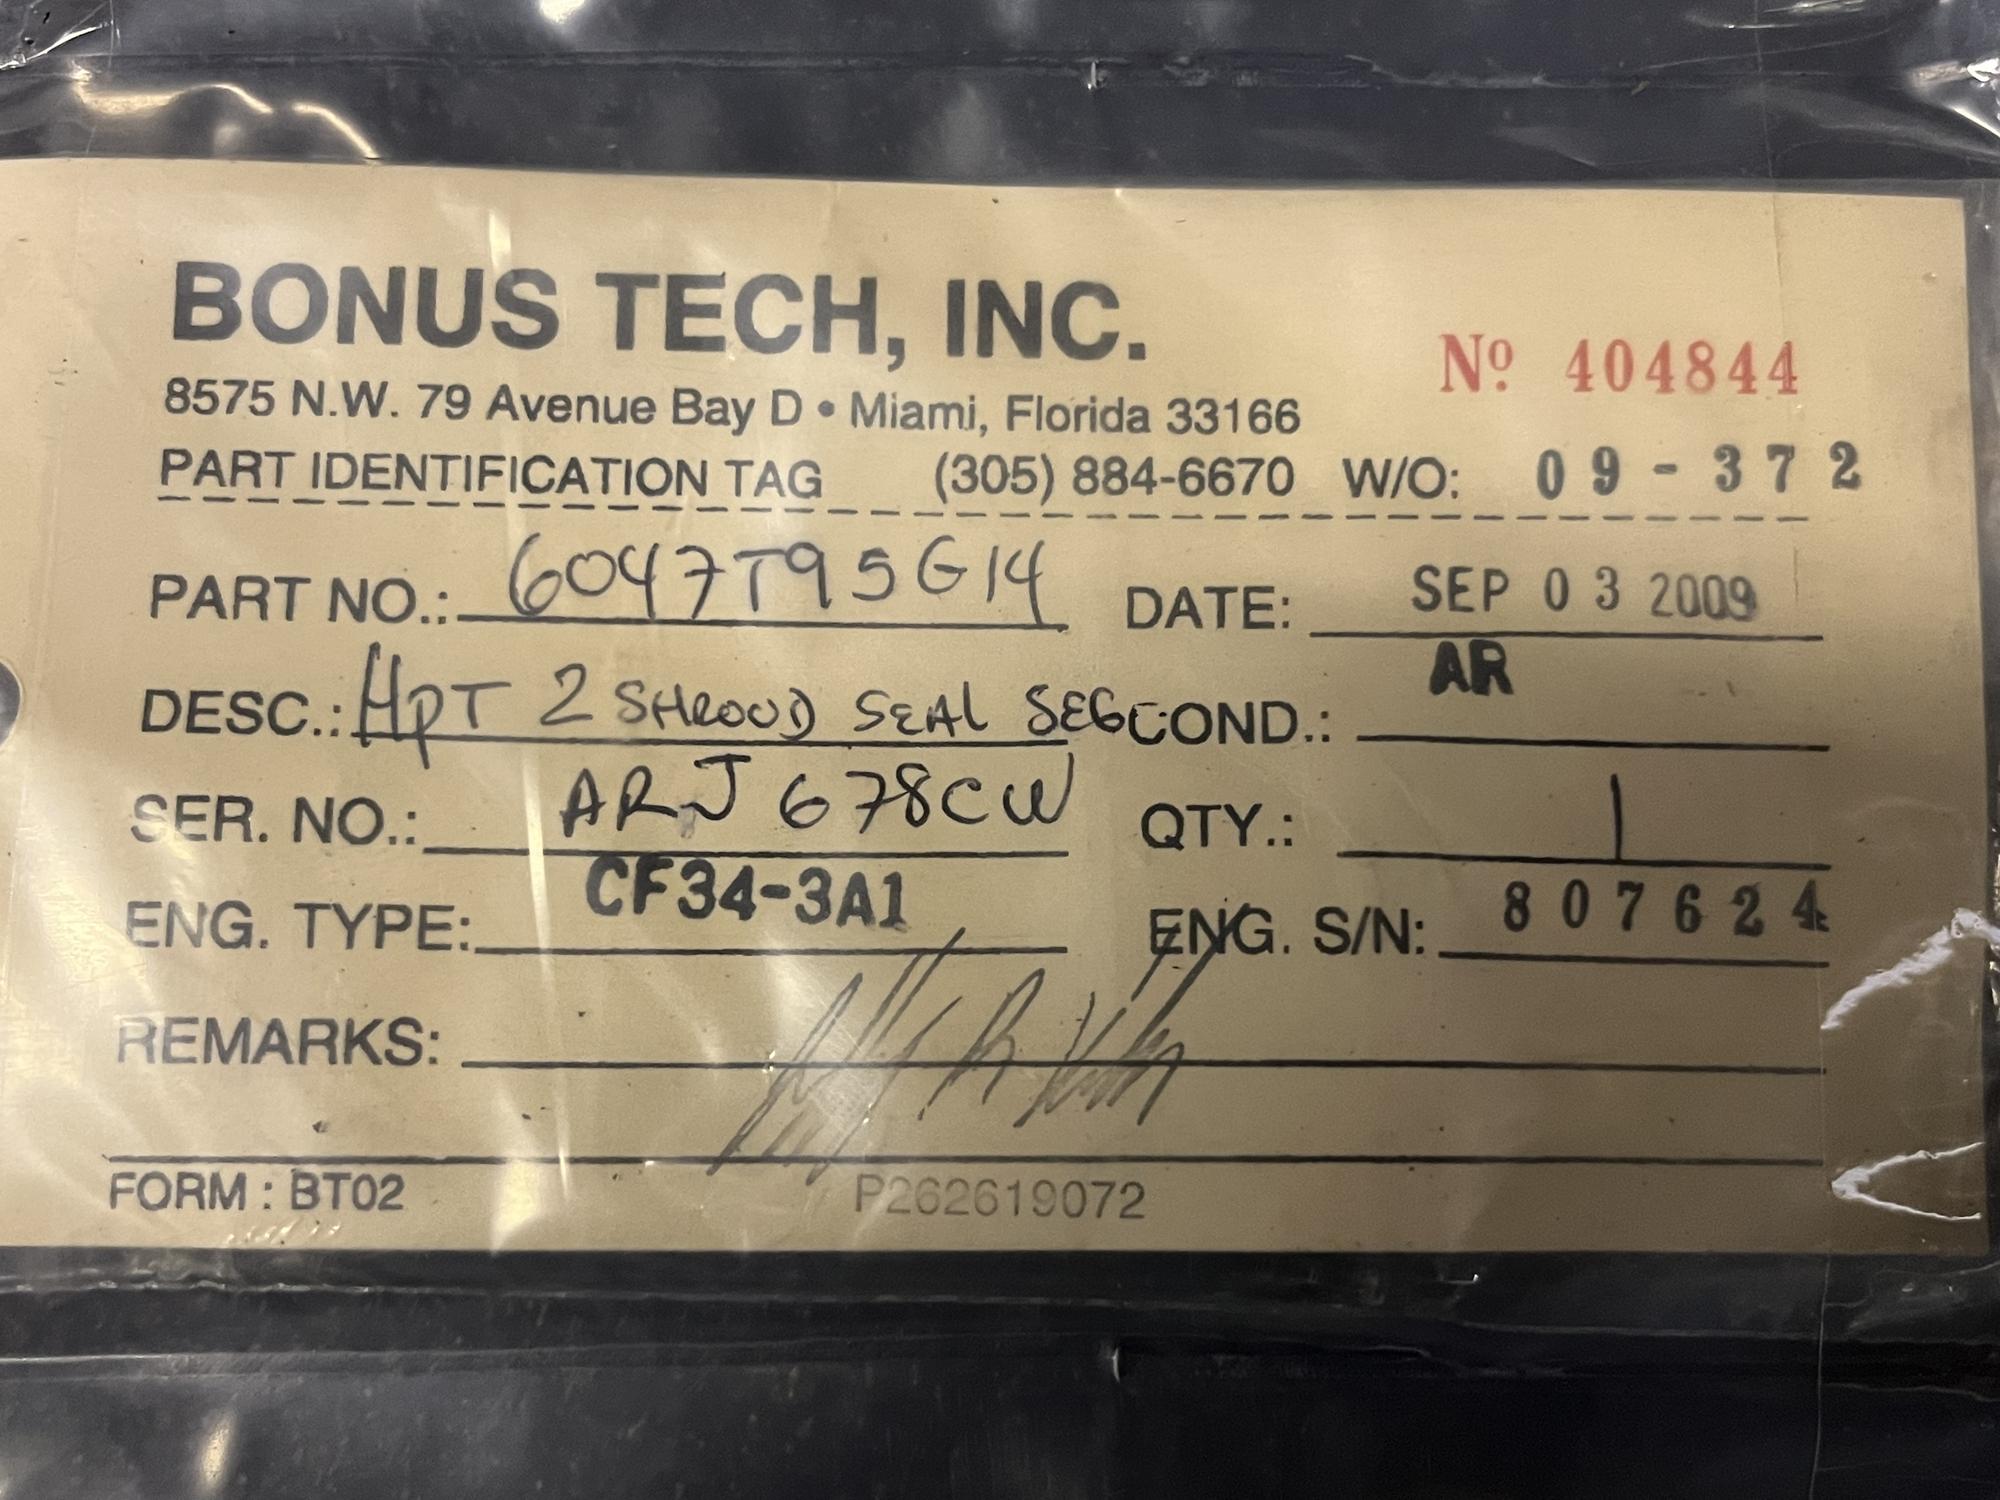 BONUS TECH, INC.
Nº 404844
8575 N.W. 79 Avenue Bay D • Miami, Florida 33166
PART IDENTIFICATION TAG (305) 884-6670 W/O: 09-372
PART NO.: 6047T95G14 DATE: SEP 03 2009
DESC.: HPT 2 SHROUD SEAL SEG COND.: AR
SER. NO.: ARJ678CW QTY.: 1
ENG. TYPE: CF34-3A1 ENG. S/N: 807624
REMARKS:
FORM : BT02 P262619072